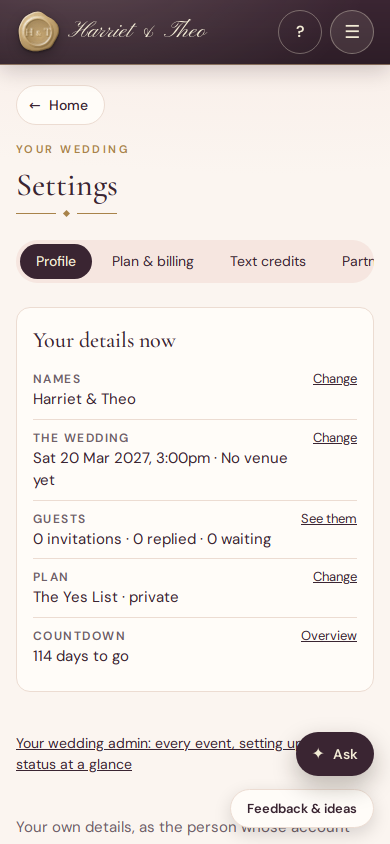 H & T
Harriet & Theo
?
☰
← Home
YOUR WEDDING
Settings
Profile
Plan & billing
Text credits
Partn
Your details now
NAMES
Change
Harriet & Theo
THE WEDDING
Change
Sat 20 Mar 2027, 3:00pm · No venue
yet
GUESTS
See them
0 invitations · 0 replied · 0 waiting
PLAN
Change
The Yes List · private
COUNTDOWN
Overview
114 days to go
Your wedding admin: every event, setting
status at a glance
✦ Ask
Feedback & ideas
Your own details, as the person whose account